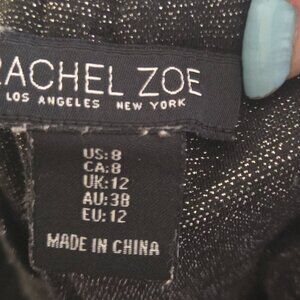 RACHEL ZOE
LOS ANGELES NEW YORK
US:8
CA:8
UK:12
AU:38
EU:12
MADE IN CHINA